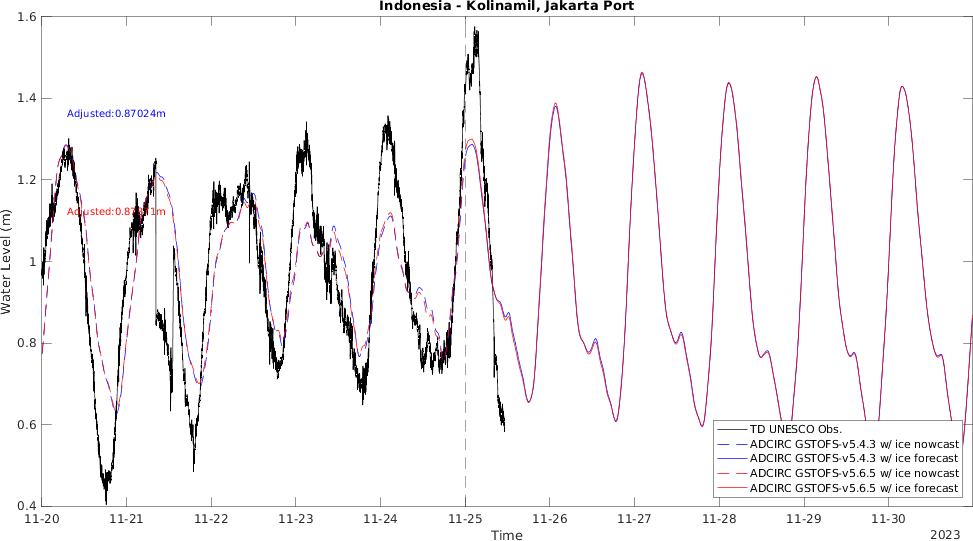 Indonesia - Kolinamil, Jakarta Port
Water Level (m)
1.6
1.4
1.2
1
0.8
0.6
0.4
Adjusted:0.87024m
11-20
11-21
11-22
11-23
11-24
11-25
11-26
11-27
11-28
11-29
11-30
Time
2023
TD UNESCO Obs.
ADCIRC GSTOFS-v5.4.3 w/ ice nowcast
ADCIRC GSTOFS-v5.4.3 w/ ice forecast
ADCIRC GSTOFS-v5.6.5 w/ ice nowcast
ADCIRC GSTOFS-v5.6.5 w/ ice forecast